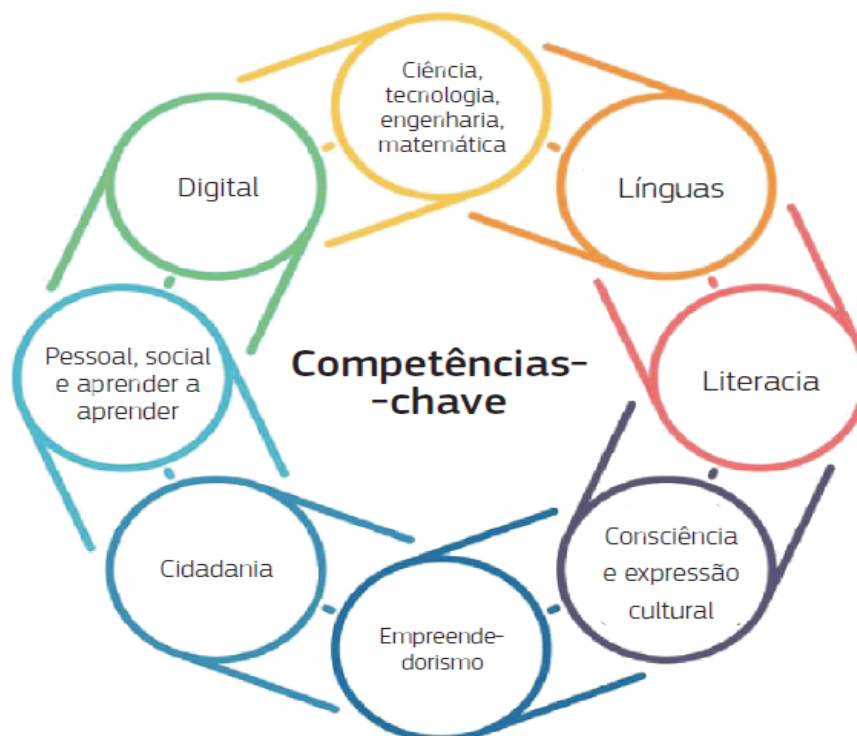 Ciência,
tecnologia,
engenharia,
matemática
Línguas
Literacia
Consciência
e expressão
cultural
Empreende-
dorismo
Cidadania
Pessoal, social
e aprender a
aprender
Digital
Competências-
-chave